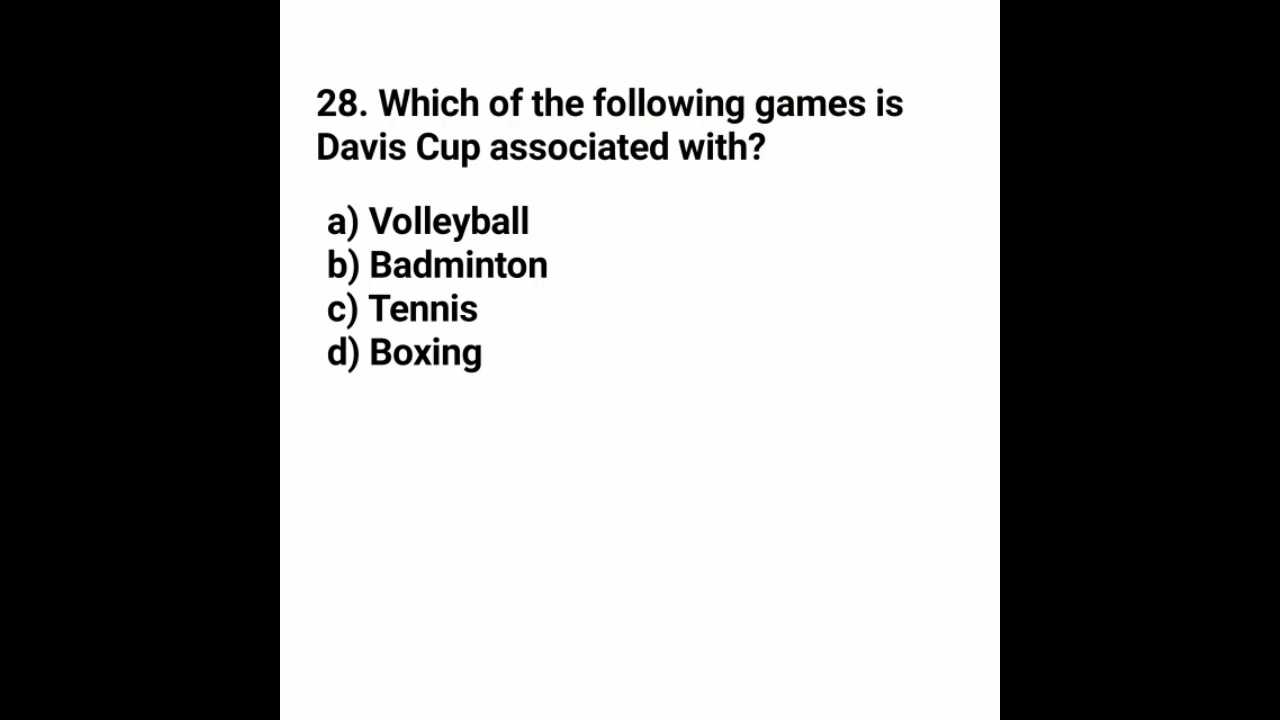 28. Which of the following games is
Davis Cup associated with?
a) Volleyball
b) Badminton
c) Tennis
d) Boxing